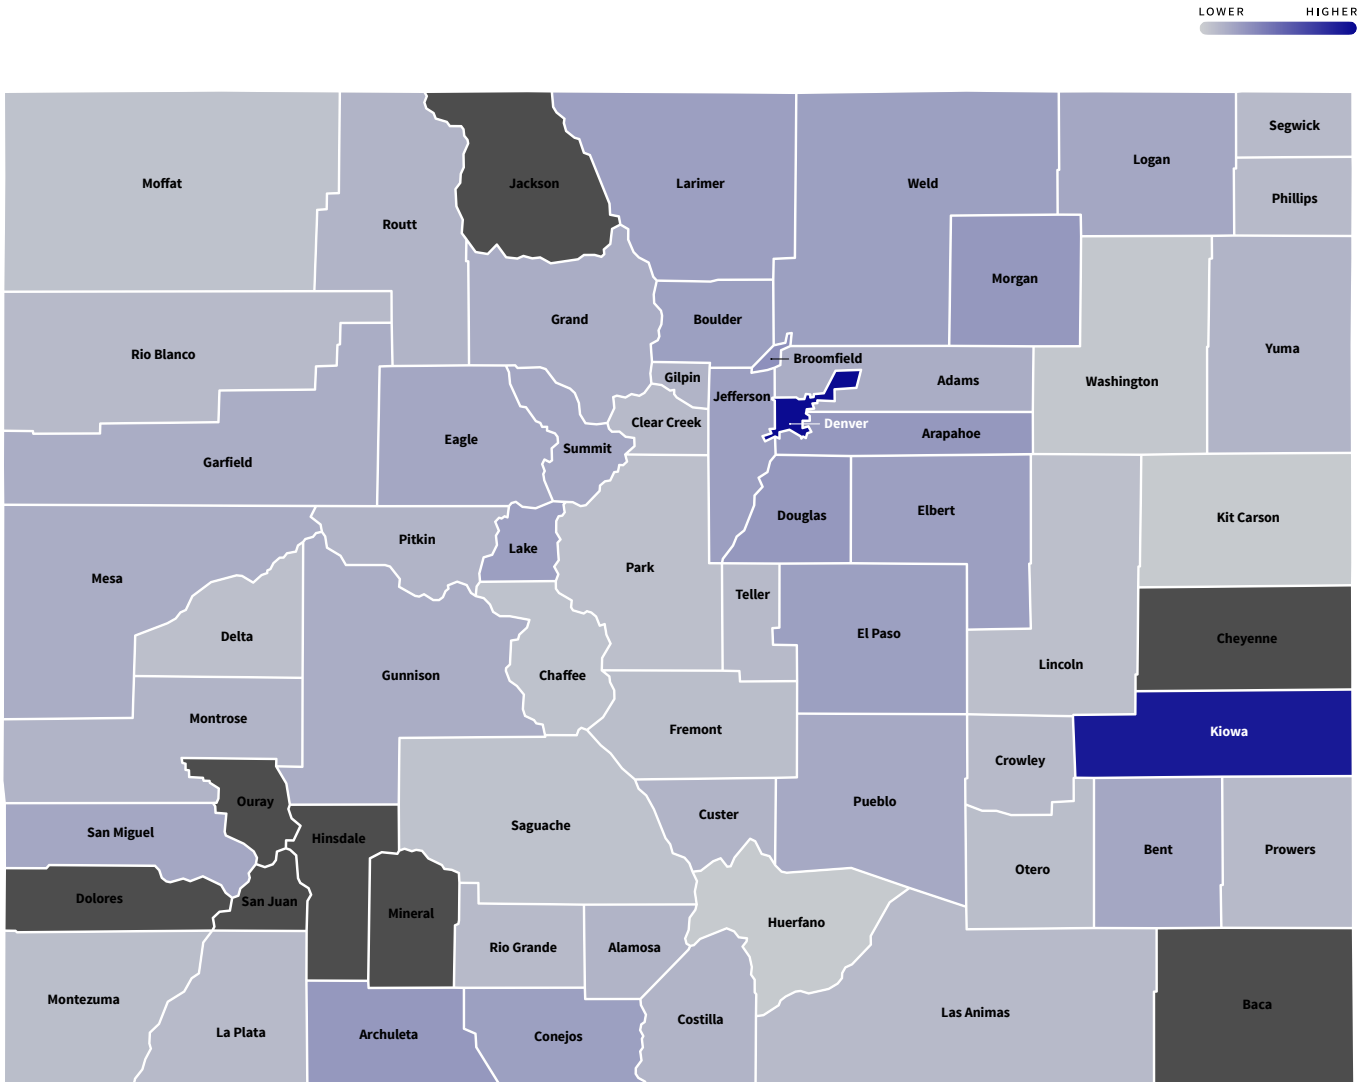 LOWER HIGHER
Segwick
Logan
Moffat
Jackson
Larimer
Weld
Phillips
Routt
Morgan
Grand
Boulder
Yuma
Rio Blanco
Broomfield
Gilpin
Adams
Washington
Jefferson
Clear Creek
Denver
Arapahoe
Eagle
Summit
Garfield
Elbert
Douglas
Kit Carson
Pitkin
Lake
Park
Mesa
Teller
Delta
El Paso
Cheyenne
Lincoln
Gunnison
Chaffee
Montrose
Fremont
Kiowa
Crowley
Ouray
Pueblo
Custer
Saguache
San Miguel
Hinsdale
Bent
Prowers
Otero
Dolores
San Juan
Mineral
Huerfano
Rio Grande
Alamosa
Montezuma
Baca
Las Animas
Costilla
La Plata
Archuleta
Conejos